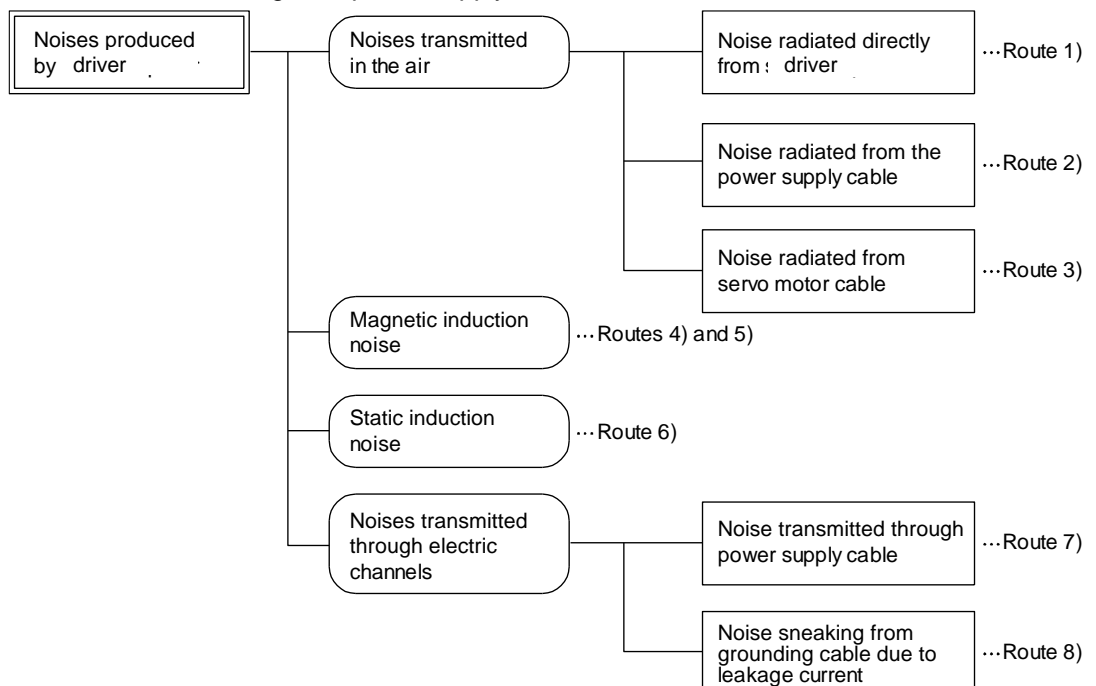 Noises produced
by driver
Noises transmitted
in the air
Noise radiated directly
from driver
...Route 1)
Noise radiated from the
power supply cable
...Route 2)
Noise radiated from
servo motor cable
...Route 3)
Magnetic induction
noise
...Routes 4) and 5)
Static induction
noise
...Route 6)
Noises transmitted
through electric
channels
Noise transmitted through
power supply cable
...Route 7)
Noise sneaking from
grounding cable due to
leakage current
...Route 8)